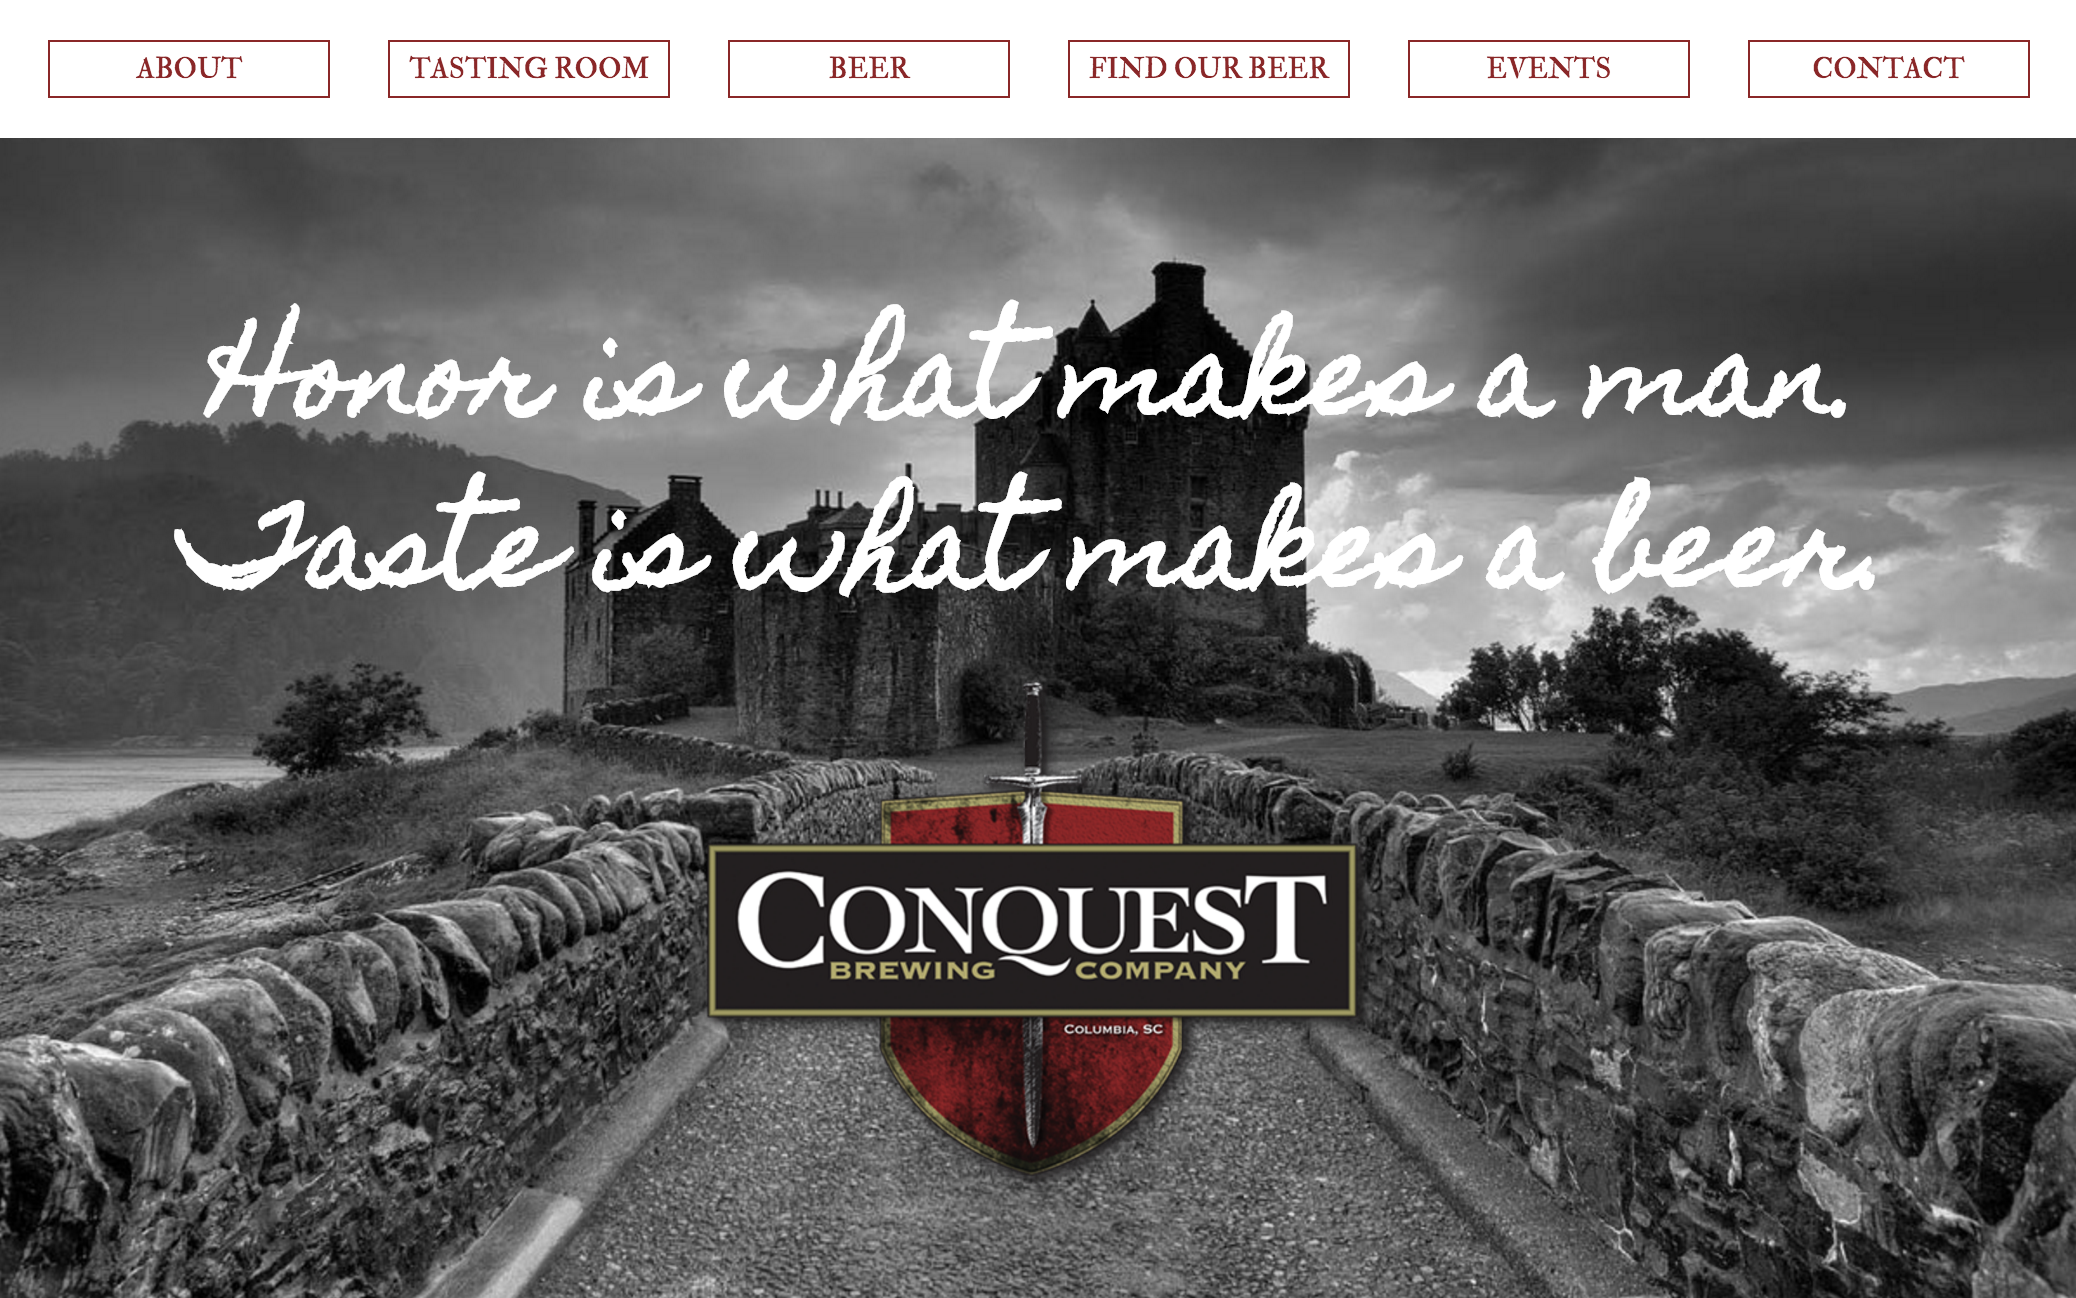 ABOUT
TASTING ROOM
BEER
FIND OUR BEER
EVENTS
CONTACT
Honor is what makes a man.
Taste is what makes a beer.
CONQUEST
BREWING COMPANY
COLUMBIA, SC